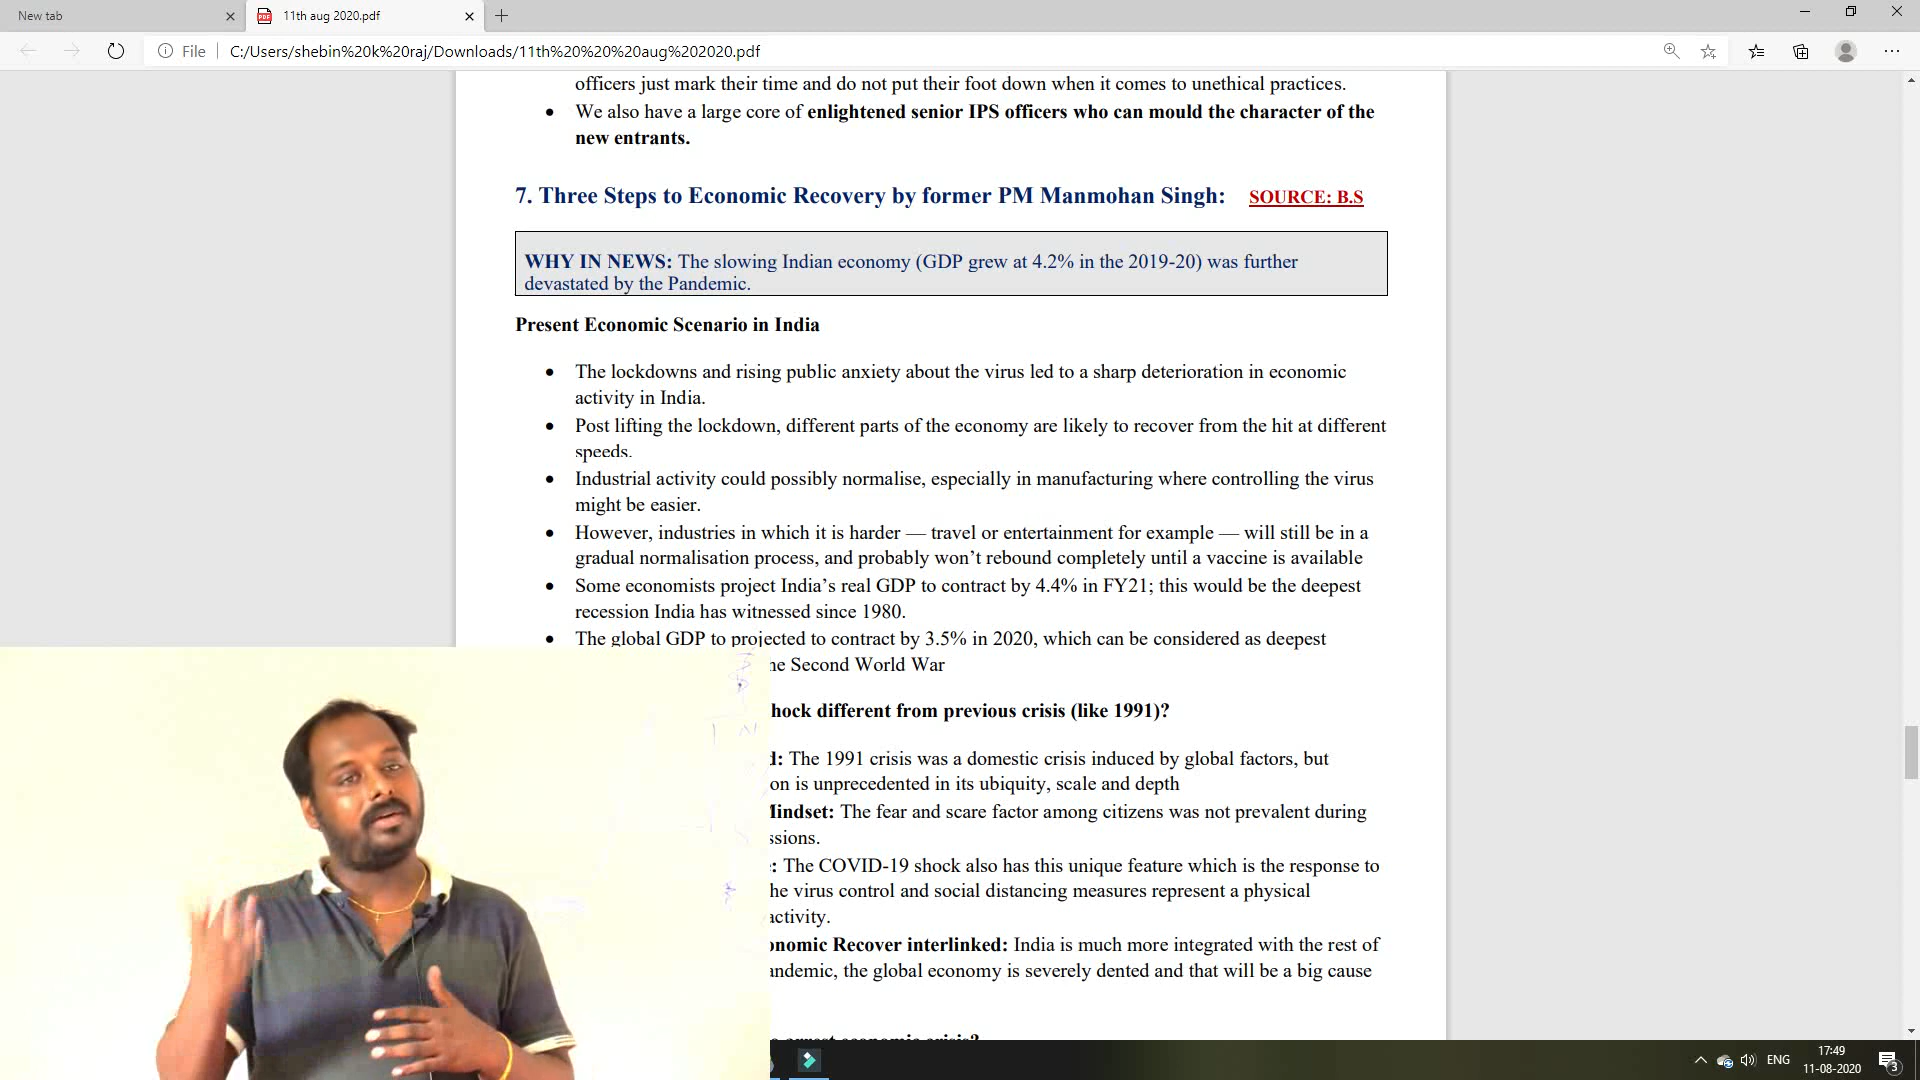 New tab
11th aug 2020.pdf
File
C:/Users/shebin%20k%20raj/Downloads/11th%20%20%20aug%202020.pdf
officers just mark their time and do not put their foot down when it comes to unethical practices.
• We also have a large core of enlightened senior IPS officers who can mould the character of the
new entrants.
7. Three Steps to Economic Recovery by former PM Manmohan Singh: SOURCE: B.S
WHY IN NEWS: The slowing Indian economy (GDP grew at 4.2% in the 2019-20) was further
devastated by the Pandemic.
Present Economic Scenario in India
• The lockdowns and rising public anxiety about the virus led to a sharp deterioration in economic
activity in India.
• Post lifting the lockdown, different parts of the economy are likely to recover from the hit at different
speeds.
• Industrial activity could possibly normalise, especially in manufacturing where controlling the virus
might be easier.
• However, industries in which it is harder — travel or entertainment for example — will still be in a
gradual normalisation process, and probably won’t rebound completely until a vaccine is available
• Some economists project India’s real GDP to contract by 4.4% in FY21; this would be the deepest
recession India has witnessed since 1980.
• The global GDP to projected to contract by 3.5% in 2020, which can be considered as deepest
Second World War
different from previous crisis (like 1991)?
The 1991 crisis was a domestic crisis induced by global factors, but
is unprecedented in its ubiquity, scale and depth
The fear and scare factor among citizens was not prevalent during
The COVID-19 shock also has this unique feature which is the response to
virus control and social distancing measures represent a physical
activity.
Recover interlinked: India is much more integrated with the rest of
the global economy is severely dented and that will be a big cause
arrest economic crisis?
ENG
17:49
11-08-2020
3